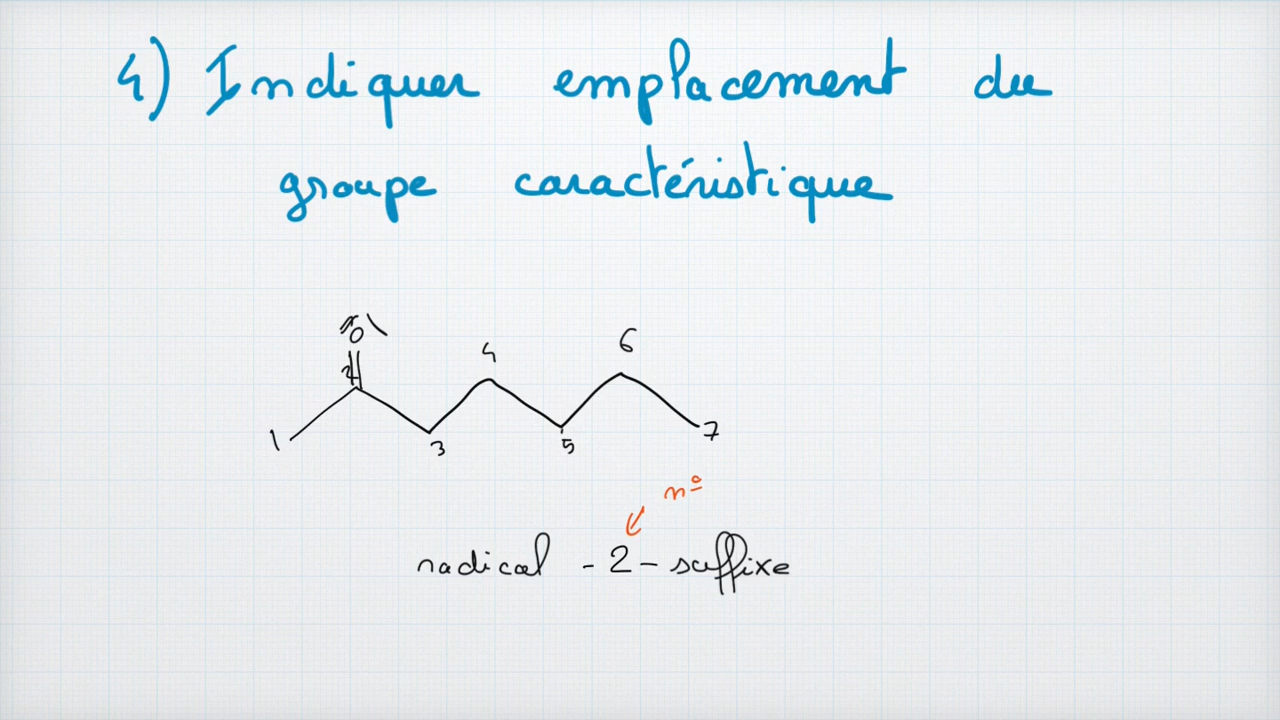 4) Indiquer emplacement du
groupe caractéristique
O
2
4
6
1
3
5
7
n°
radical - 2 - suffixe